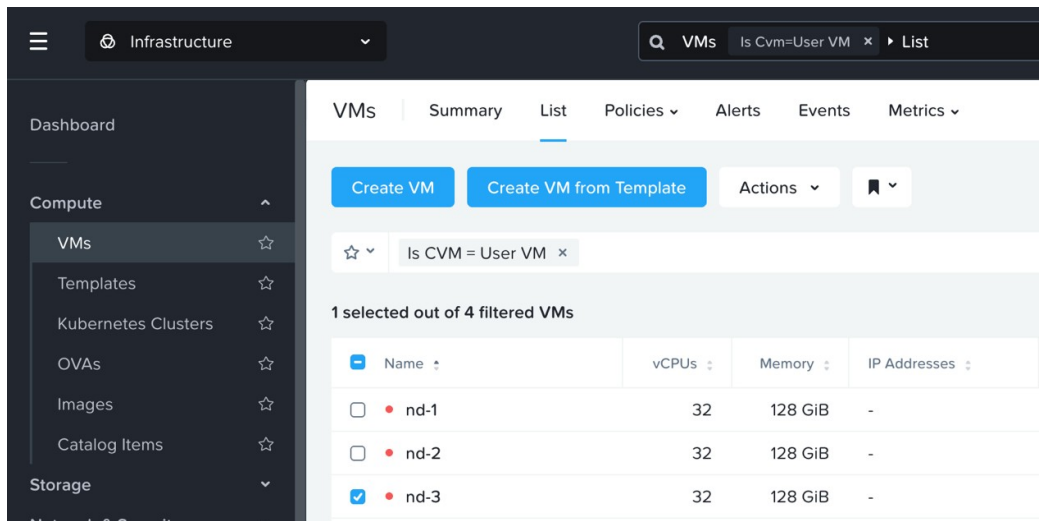 Infrastructure
VMs Is Cvm=User VM × List
Dashboard
Compute
VMs
Templates
Kubernetes Clusters
OVAs
Images
Catalog Items
Storage
VMs Summary List Policies Alerts Events Metrics
Create VM Create VM from Template Actions
Is CVM = User VM ×
1 selected out of 4 filtered VMs
Name vCPUs Memory IP Addresses
nd-1 32 128 GiB -
nd-2 32 128 GiB -
nd-3 32 128 GiB -